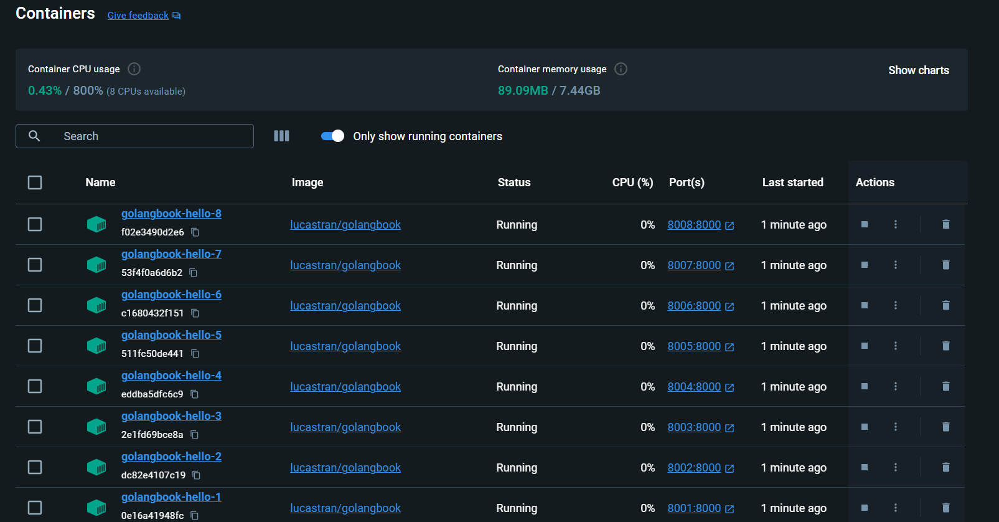 Containers Give feedback
Container CPU usage
0.43% / 800% (8 CPUs available)
Container memory usage
89.09MB / 7.44GB
Show charts
Search
Only show running containers
Name Image Status CPU (%) Port(s) Last started Actions
golangbook-hello-8
f02e3490d2e6
lucastran/golangbook Running 0% 8008:8000 1 minute ago
golangbook-hello-7
53f4f0a6d6b2
lucastran/golangbook Running 0% 8007:8000 1 minute ago
golangbook-hello-6
c1680432f151
lucastran/golangbook Running 0% 8006:8000 1 minute ago
golangbook-hello-5
511fc50de441
lucastran/golangbook Running 0% 8005:8000 1 minute ago
golangbook-hello-4
eddba5dfc6c9
lucastran/golangbook Running 0% 8004:8000 1 minute ago
golangbook-hello-3
2e1fd69bce8a
lucastran/golangbook Running 0% 8003:8000 1 minute ago
golangbook-hello-2
dc82e4107c19
lucastran/golangbook Running 0% 8002:8000 1 minute ago
golangbook-hello-1
0e16a41948fc
lucastran/golangbook Running 0% 8001:8000 1 minute ago